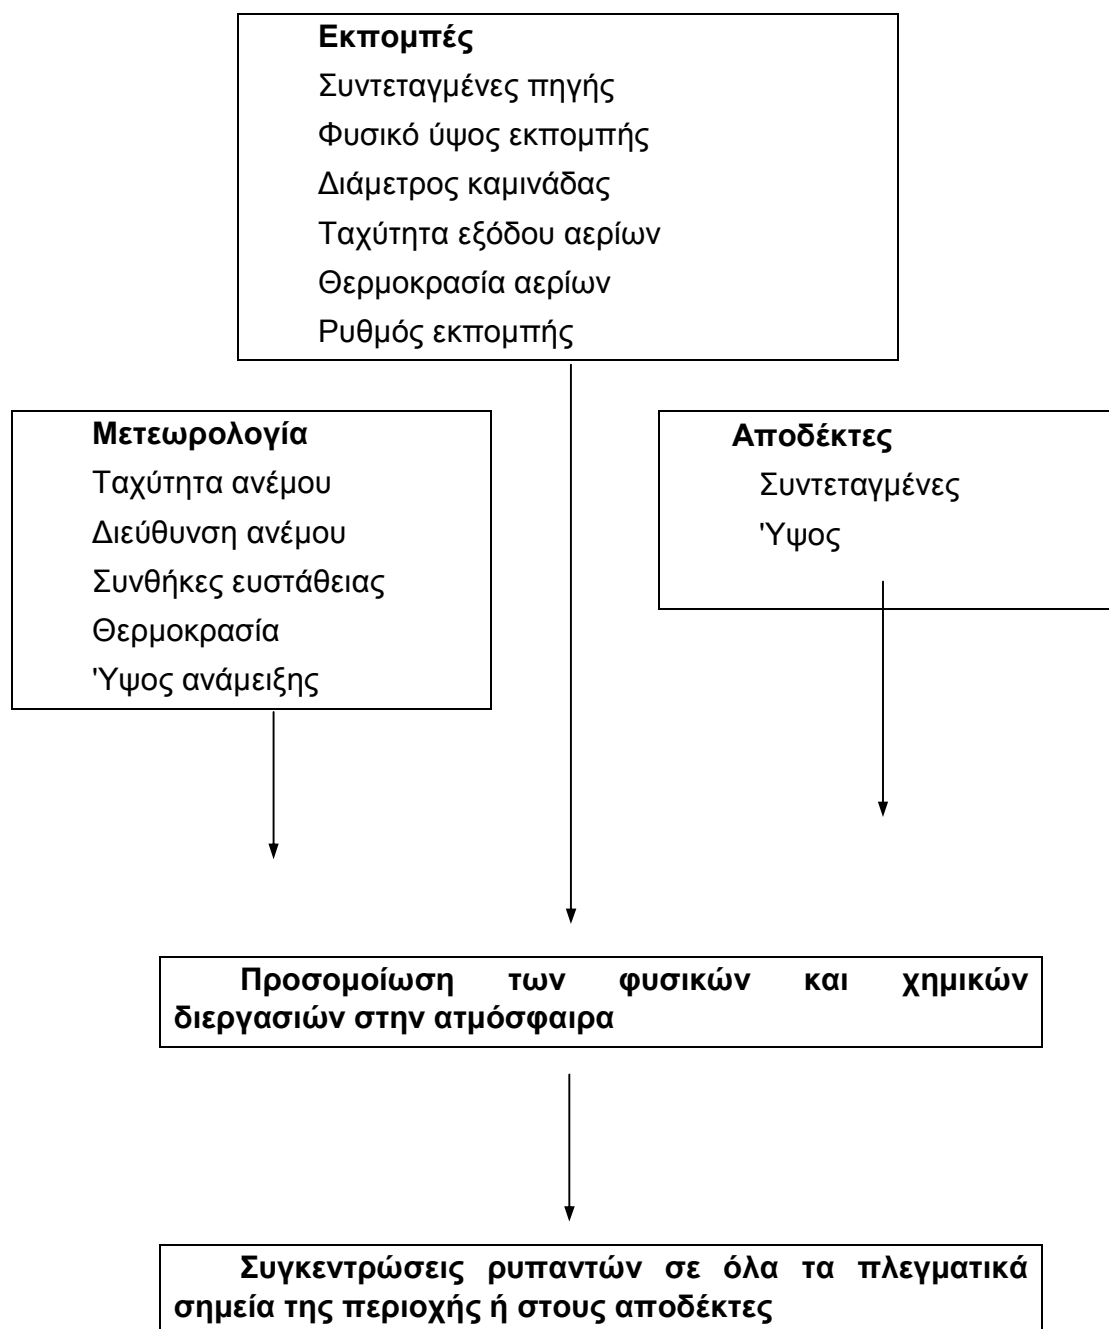 Εκπομπές
Συντεταγμένες πηγής
Φυσικό ύψος εκπομπής
Διάμετρος καμινάδας
Ταχύτητα εξόδου αερίων
Θερμοκρασία αερίων
Ρυθμός εκπομπής
Μετεωρολογία
Ταχύτητα ανέμου
Διεύθυνση ανέμου
Συνθήκες ευστάθειας
Θερμοκρασία
'Υψος ανάμειξης
Αποδέκτες
Συντεταγμένες
'Υψος
Προσομοίωση των φυσικών και χημικών
διεργασιών στην ατμόσφαιρα
Συγκεντρώσεις ρυπαντών σε όλα τα πλεγματικά
σημεία της περιοχής ή στους αποδέκτες